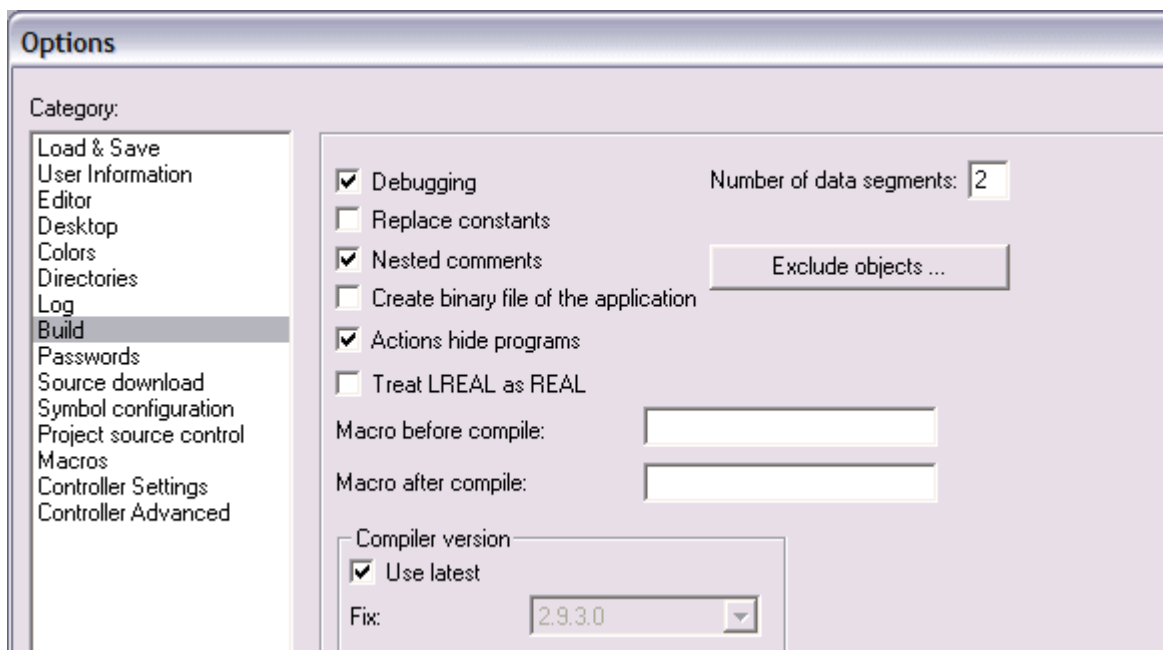 Options
Category:
Load & Save
User Information
Editor
Desktop
Colors
Directories
Log
Build
Passwords
Source download
Symbol configuration
Project source control
Macros
Controller Settings
Controller Advanced
Debugging
Number of data segments: 2
Replace constants
Nested comments
Exclude objects ...
Create binary file of the application
Actions hide programs
Treat LREAL as REAL
Macro before compile:
Macro after compile:
Compiler version
Use latest
Fix: 2.9.3.0